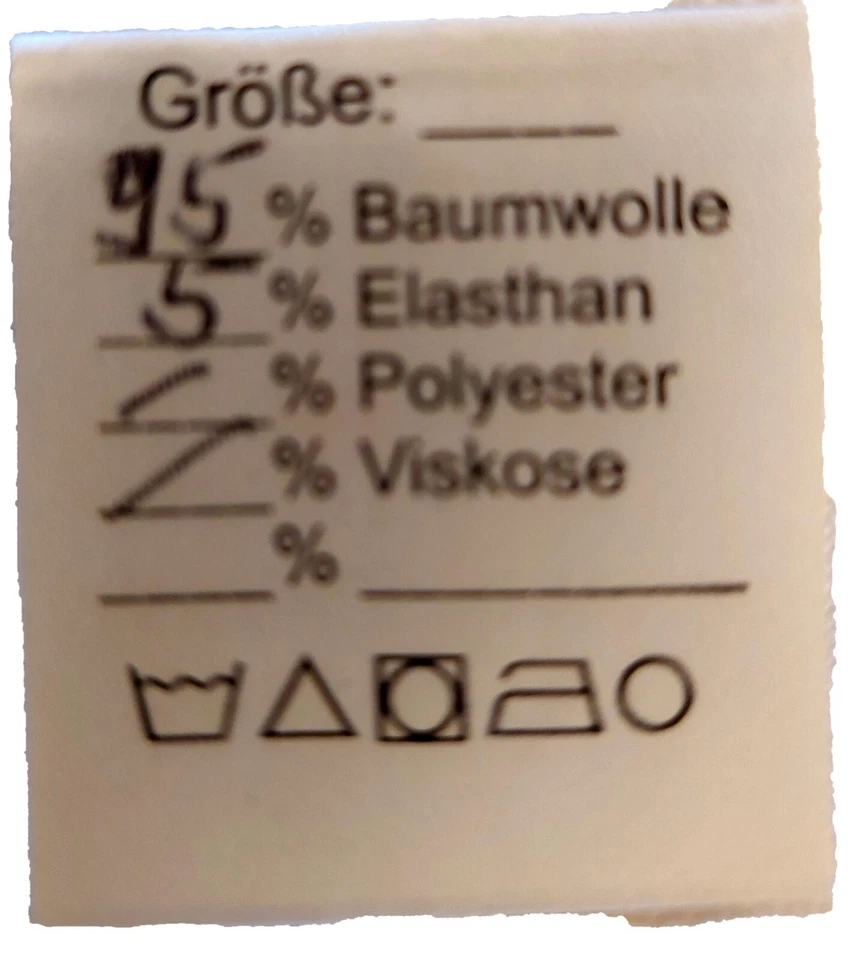 Größe: ____
95 % Baumwolle
5 % Elasthan
% Polyester
% Viskose
%